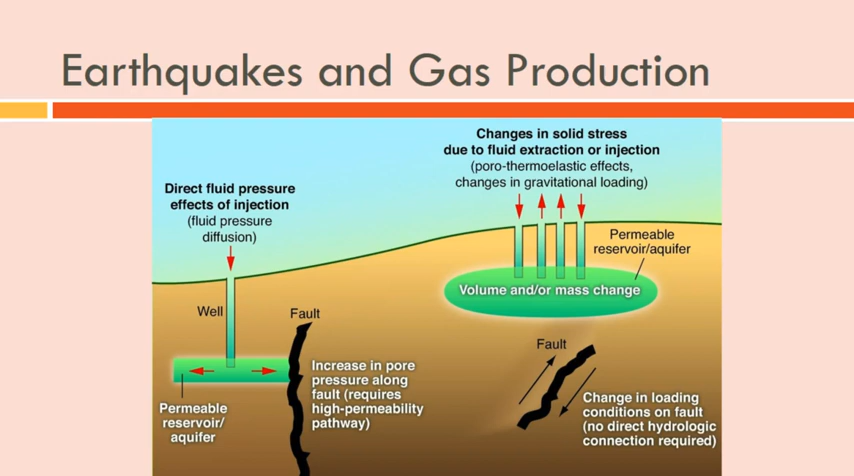 Earthquakes and Gas Production
Direct fluid pressure
effects of injection
(fluid pressure
diffusion)
Well
Fault
Increase in pore
pressure along
fault (requires
high-permeability
pathway)
Permeable
reservoir/
aquifer
Changes in solid stress
due to fluid extraction or injection
(poro-thermoelastic effects,
changes in gravitational loading)
Permeable
reservoir/aquifer
Volume and/or mass change
Fault
Change in loading
conditions on fault
(no direct hydrologic
connection required)